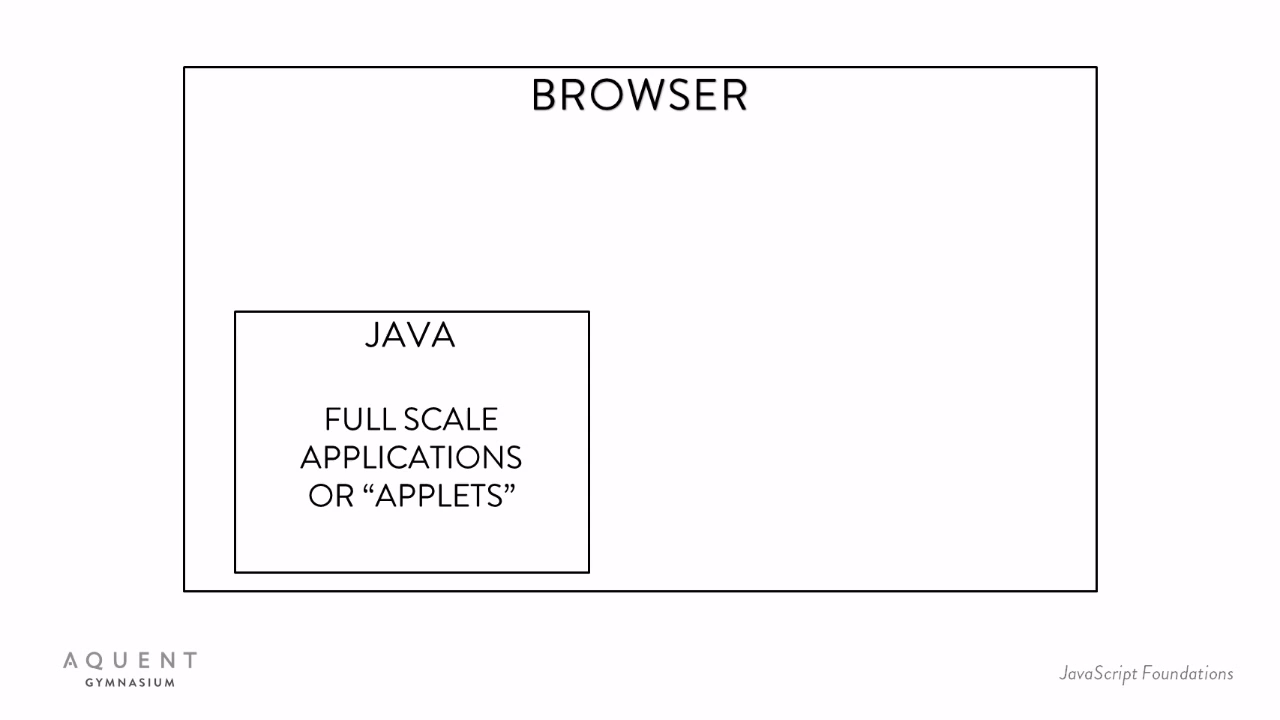 BROWSER
JAVA
FULL SCALE
APPLICATIONS
OR “APPLETS”
AQUENT
GYMNASIUM
JavaScript Foundations